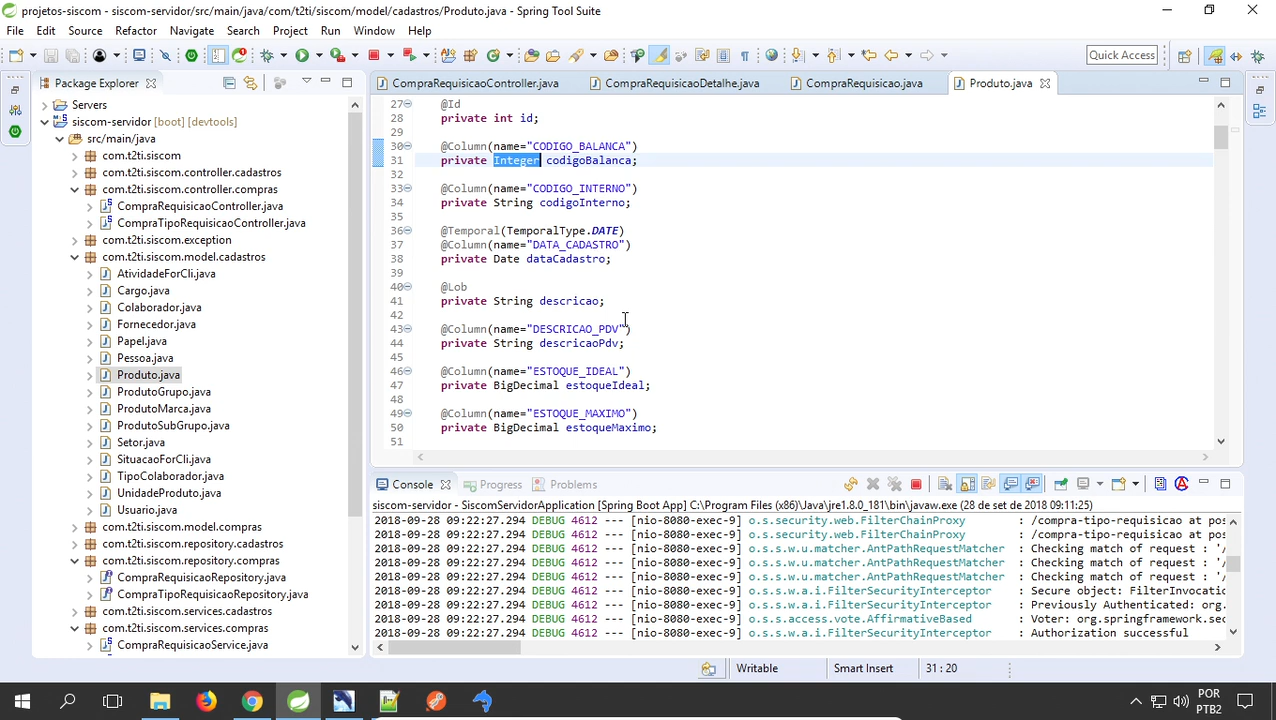 projetos-siscom - siscom-servidor/src/main/java/com/t2ti/siscom/model/cadastros/Produto.java - Spring Tool Suite
File Edit Source Refactor Navigate Search Project Run Window Help
Quick Access
Package Explorer
Servers
siscom-servidor [boot] [devtools]
src/main/java
com.t2ti.siscom
com.t2ti.siscom.controller.cadastros
com.t2ti.siscom.controller.compras
CompraRequisicaoController.java
CompraTipoRequisicaoController.java
com.t2ti.siscom.exception
com.t2ti.siscom.model.cadastros
AtividadeForCli.java
Cargo.java
Colaborador.java
Fornecedor.java
Papel.java
Pessoa.java
Produto.java
ProdutoGrupo.java
ProdutoMarca.java
ProdutoSubGrupo.java
Setor.java
SituacaoForCli.java
TipoColaborador.java
UnidadeProduto.java
Usuario.java
com.t2ti.siscom.model.compras
com.t2ti.siscom.repository.cadastros
com.t2ti.siscom.repository.compras
CompraRequisicaoRepository.java
CompraTipoRequisicaoRepository.java
com.t2ti.siscom.services.cadastros
com.t2ti.siscom.services.compras
CompraRequisicaoService.java
CompraRequisicaoController.java CompraRequisicaoDetalhe.java CompraRequisicao.java Produto.java
27 @Id
28 private int id;
29
30 @Column(name="CODIGO_BALANCA")
31 private Integer codigoBalanca;
32
33 @Column(name="CODIGO_INTERNO")
34 private String codigoInterno;
35
36 @Temporal(TemporalType.DATE)
37 @Column(name="DATA_CADASTRO")
38 private Date dataCadastro;
39
40 @Lob
41 private String descricao;
42
43 @Column(name="DESCRICAO_PDV")
44 private String descricaoPdv;
45
46 @Column(name="ESTOQUE_IDEAL")
47 private BigDecimal estoqueIdeal;
48
49 @Column(name="ESTOQUE_MAXIMO")
50 private BigDecimal estoqueMaximo;
51
Console Progress Problems
siscom-servidor - SiscomServidorApplication [Spring Boot App] C:\Program Files (x86)\Java\jre1.8.0_181\bin\javaw.exe (28 de set de 2018 09:11:25)
2018-09-28 09:22:27.294 DEBUG 4612 --- [nio-8080-exec-9] o.s.security.web.FilterChainProxy : /compra-tipo-requisicao at pos
2018-09-28 09:22:27.294 DEBUG 4612 --- [nio-8080-exec-9] o.s.security.web.FilterChainProxy : /compra-tipo-requisicao at pos
2018-09-28 09:22:27.294 DEBUG 4612 --- [nio-8080-exec-9] o.s.s.w.u.matcher.AntPathRequestMatcher : Checking match of request : '/
2018-09-28 09:22:27.294 DEBUG 4612 --- [nio-8080-exec-9] o.s.s.w.u.matcher.AntPathRequestMatcher : Checking match of request : '/
2018-09-28 09:22:27.294 DEBUG 4612 --- [nio-8080-exec-9] o.s.s.w.u.matcher.AntPathRequestMatcher : Checking match of request : '/
2018-09-28 09:22:27.294 DEBUG 4612 --- [nio-8080-exec-9] o.s.s.w.a.i.FilterSecurityInterceptor : Secure object: FilterInvocatio
2018-09-28 09:22:27.294 DEBUG 4612 --- [nio-8080-exec-9] o.s.s.w.a.i.FilterSecurityInterceptor : Previously Authenticated: org.
2018-09-28 09:22:27.294 DEBUG 4612 --- [nio-8080-exec-9] o.s.s.access.vote.AffirmativeBased : Voter: org.springframework.sec
2018-09-28 09:22:27.294 DEBUG 4612 --- [nio-8080-exec-9] o.s.s.w.a.i.FilterSecurityInterceptor : Authorization successful
Writable Smart Insert 31 : 20
POR
PTB2